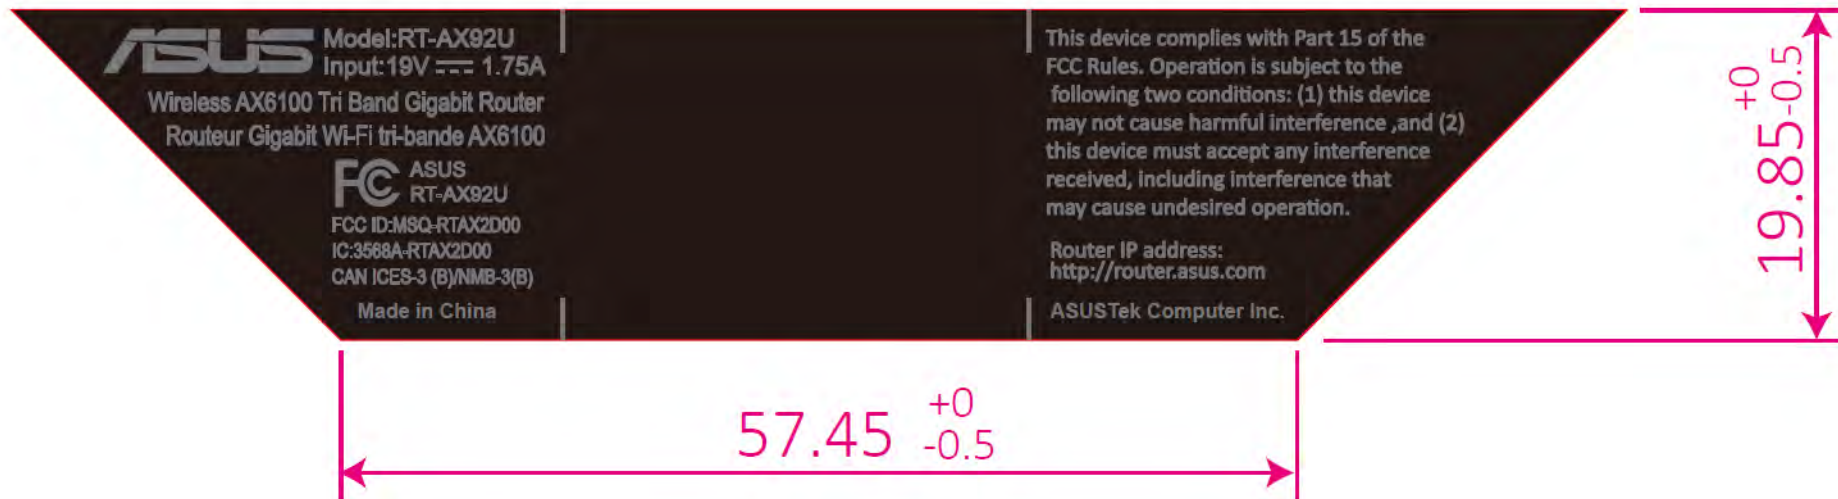 ASUS
Model:RT-AX92U
Input:19V 1.75A
Wireless AX6100 Tri Band Gigabit Router
Routeur Gigabit Wi-Fi tri-bande AX6100
FC
ASUS
RT-AX92U
FCC ID:MSQ-RTAX2D00
IC:3568A-RTAX2D00
CAN ICES-3 (B)/NMB-3(B)
Made in China
This device complies with Part 15 of the
FCC Rules. Operation is subject to the
following two conditions: (1) this device
may not cause harmful interference ,and (2)
this device must accept any interference
received, including interference that
may cause undesired operation.
Router IP address:
http://router.asus.com
ASUSTek Computer Inc.
57.45 +0 -0.5
19.85 +0 -0.5